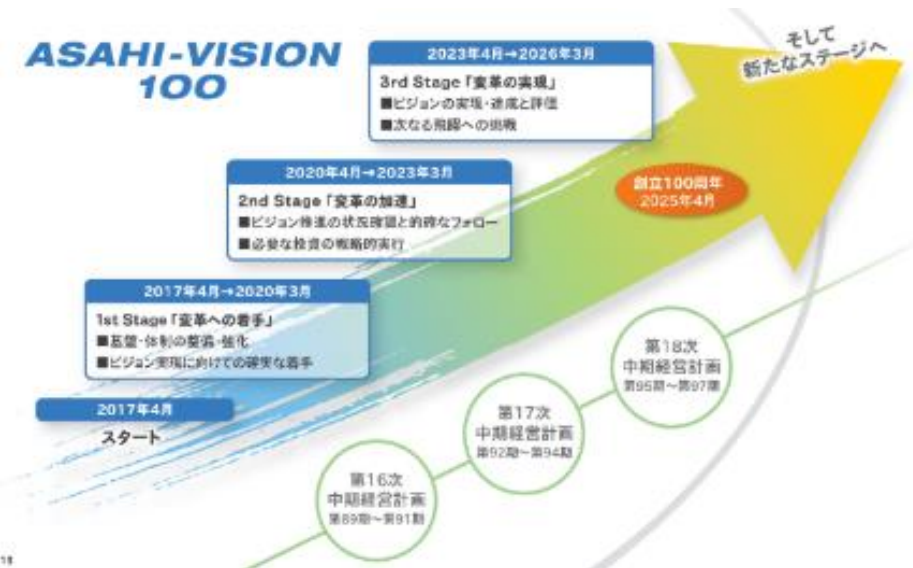 ASAHI-VISION
100
2023年4月→2026年3月
3rd Stage「変革の実現」
■ビジョンの実現・達成と評価
■次なる飛躍への挑戦
そして
新たなステージへ
2020年4月→2023年3月
2nd Stage「変革の加速」
■ビジョン推進の状況確認と的確なフォロー
■必要な投資の戦略的実行
創立100周年
2025年4月
2017年4月→2020年3月
1st Stage「変革への着手」
■基盤・体制の整備・強化
■ビジョン実現に向けての確実な着手
2017年4月
スタート
第18次
中期経営計画
第95期〜第97期
第17次
中期経営計画
第92期〜第94期
第16次
中期経営計画
第89期〜第91期